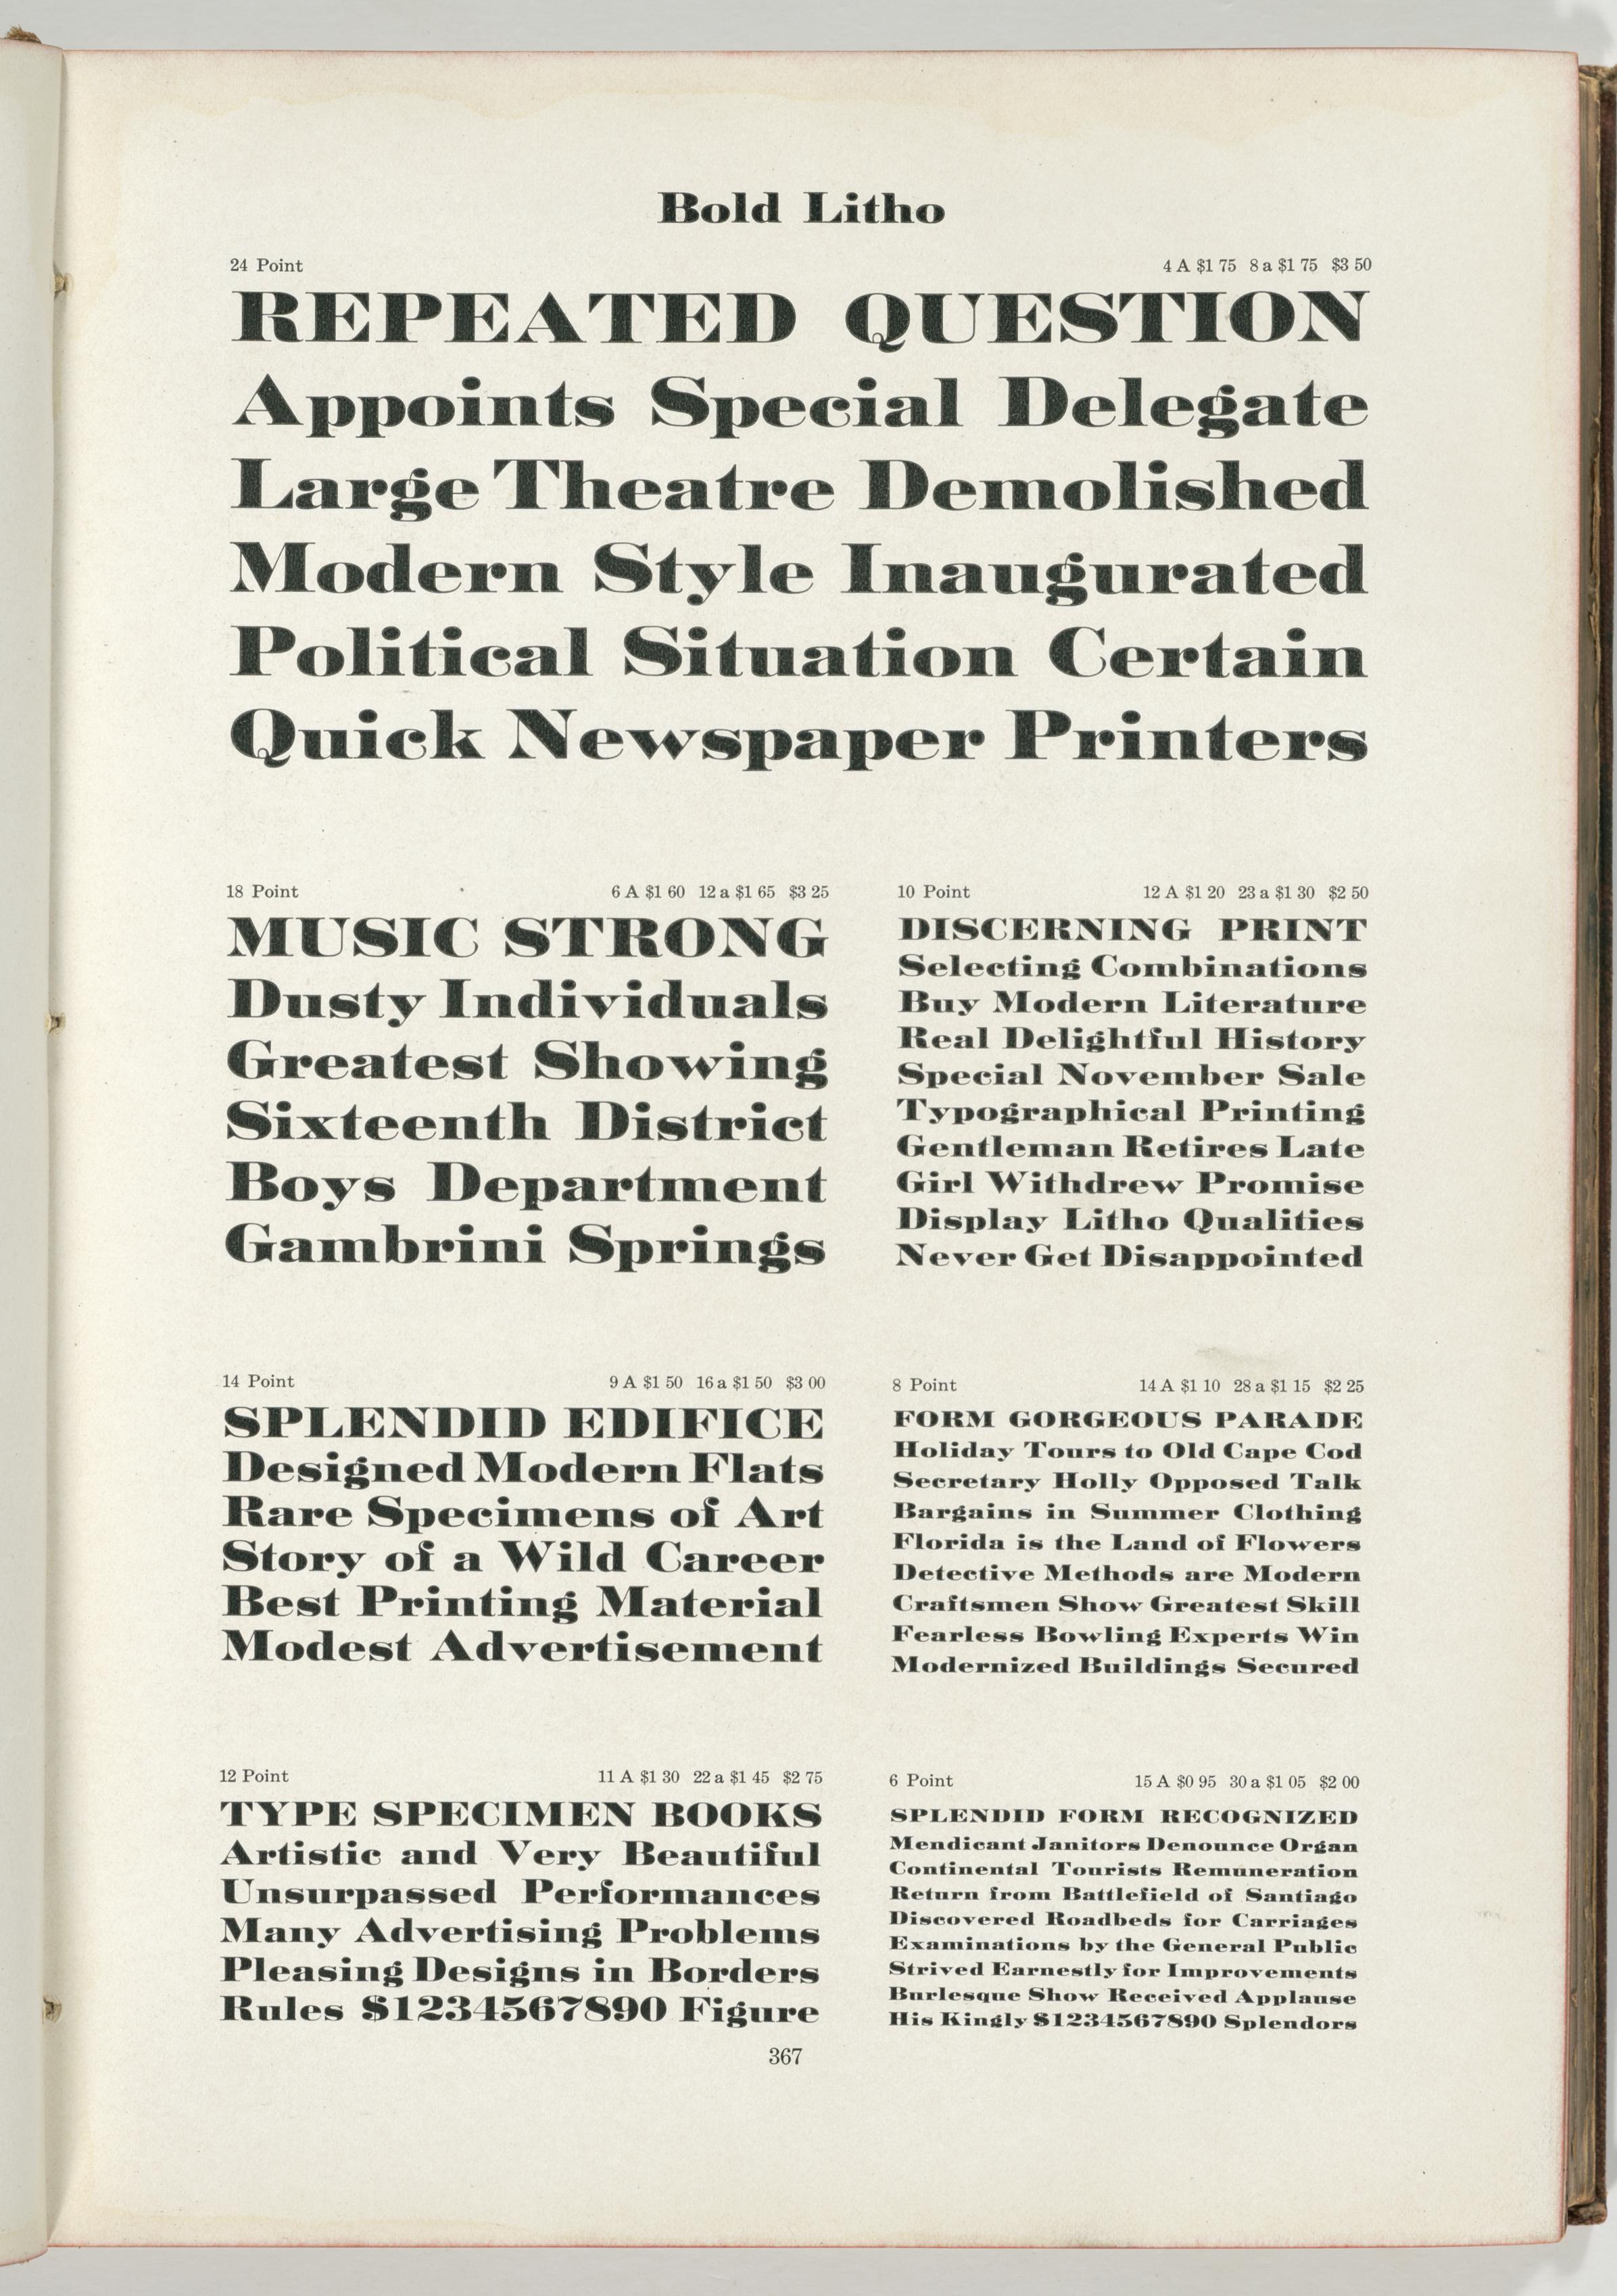 Bold Litho
24 Point 4 A $1 75 8 a $1 75 $3 50
REPEATED QUESTION
Appoints Special Delegate
Large Theatre Demolished
Modern Style Inaugurated
Political Situation Certain
Quick Newspaper Printers
18 Point 6 A $1 60 12 a $1 65 $3 25
MUSIC STRONG
Dusty Individuals
Greatest Showing
Sixteenth District
Boys Department
Gambrini Springs
14 Point 9 A $1 50 16 a $1 50 $3 00
SPLENDID EDIFICE
Designed Modern Flats
Rare Specimens of Art
Story of a Wild Career
Best Printing Material
Modest Advertisement
12 Point 11 A $1 30 22 a $1 45 $2 75
TYPE SPECIMEN BOOKS
Artistic and Very Beautiful
Unsurpassed Performances
Many Advertising Problems
Pleasing Designs in Borders
Rules $1234567890 Figure
10 Point 12 A $1 20 23 a $1 30 $2 50
DISCERNING PRINT
Selecting Combinations
Buy Modern Literature
Real Delightful History
Special November Sale
Typographical Printing
Gentleman Retires Late
Girl Withdrew Promise
Display Litho Qualities
Never Get Disappointed
8 Point 14 A $1 10 28 a $1 15 $2 25
FORM GORGEOUS PARADE
Holiday Tours to Old Cape Cod
Secretary Holly Opposed Talk
Bargains in Summer Clothing
Florida is the Land of Flowers
Detective Methods are Modern
Craftsmen Show Greatest Skill
Fearless Bowling Experts Win
Modernized Buildings Secured
6 Point 15 A $0 95 30 a $1 05 $2 00
SPLENDID FORM RECOGNIZED
Mendicant Janitors Denounce Organ
Continental Tourists Remuneration
Return from Battlefield of Santiago
Discovered Roadbeds for Carriages
Examinations by the General Public
Strived Earnestly for Improvements
Burlesque Show Received Applause
His Kingly $1234567890 Splendors
367